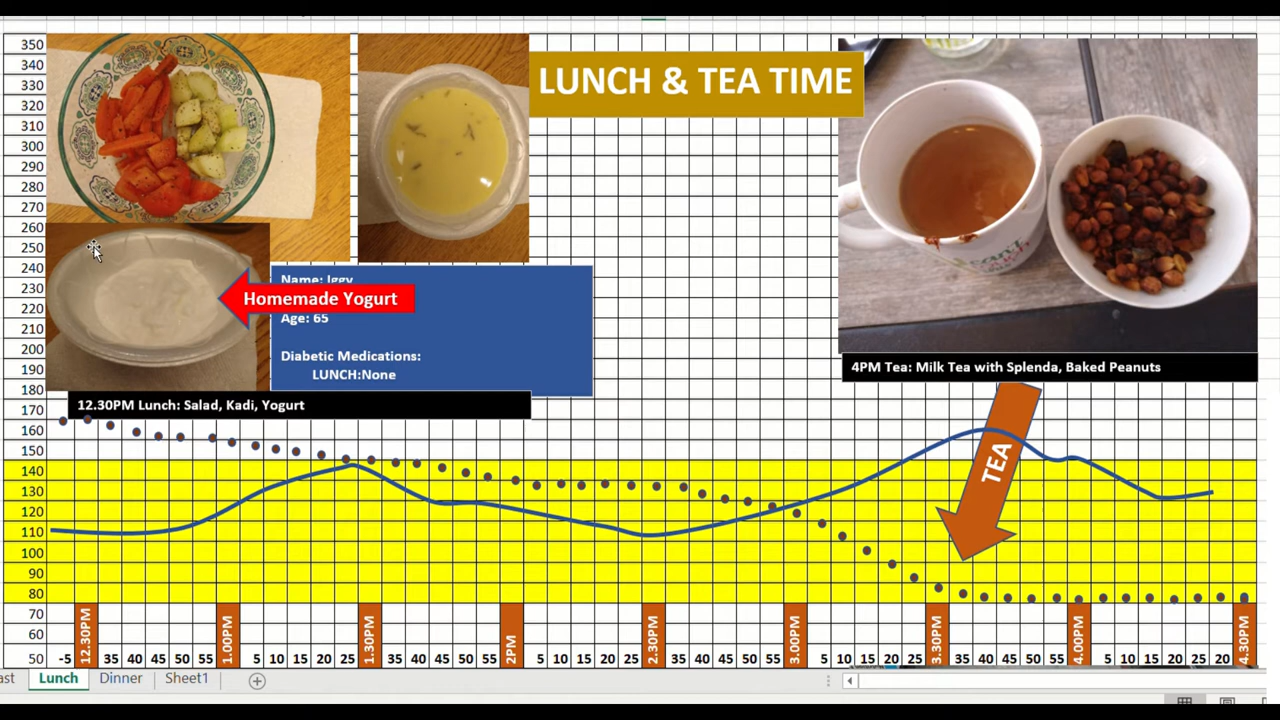 LUNCH & TEA TIME
350
340
330
320
310
300
290
280
270
260
250
240
230
220
210
200
190
180
170
160
150
140
130
120
110
100
90
80
70
60
50
Name: Iggy
Homemade Yogurt
Age: 65
Diabetic Medications:
LUNCH:None
12.30PM Lunch: Salad, Kadi, Yogurt
4PM Tea: Milk Tea with Splenda, Baked Peanuts
TEA
-5 12.30PM 35 40 45 50 55 1.00PM 5 10 15 20 25 1.30PM 35 40 45 50 55 2PM 5 10 15 20 25 2.30PM 35 40 45 50 55 3.00PM 5 10 15 20 25 3.30PM 35 40 45 50 55 4.00PM 5 10 15 20 25 20 4.30PM
ast Lunch Dinner Sheet1